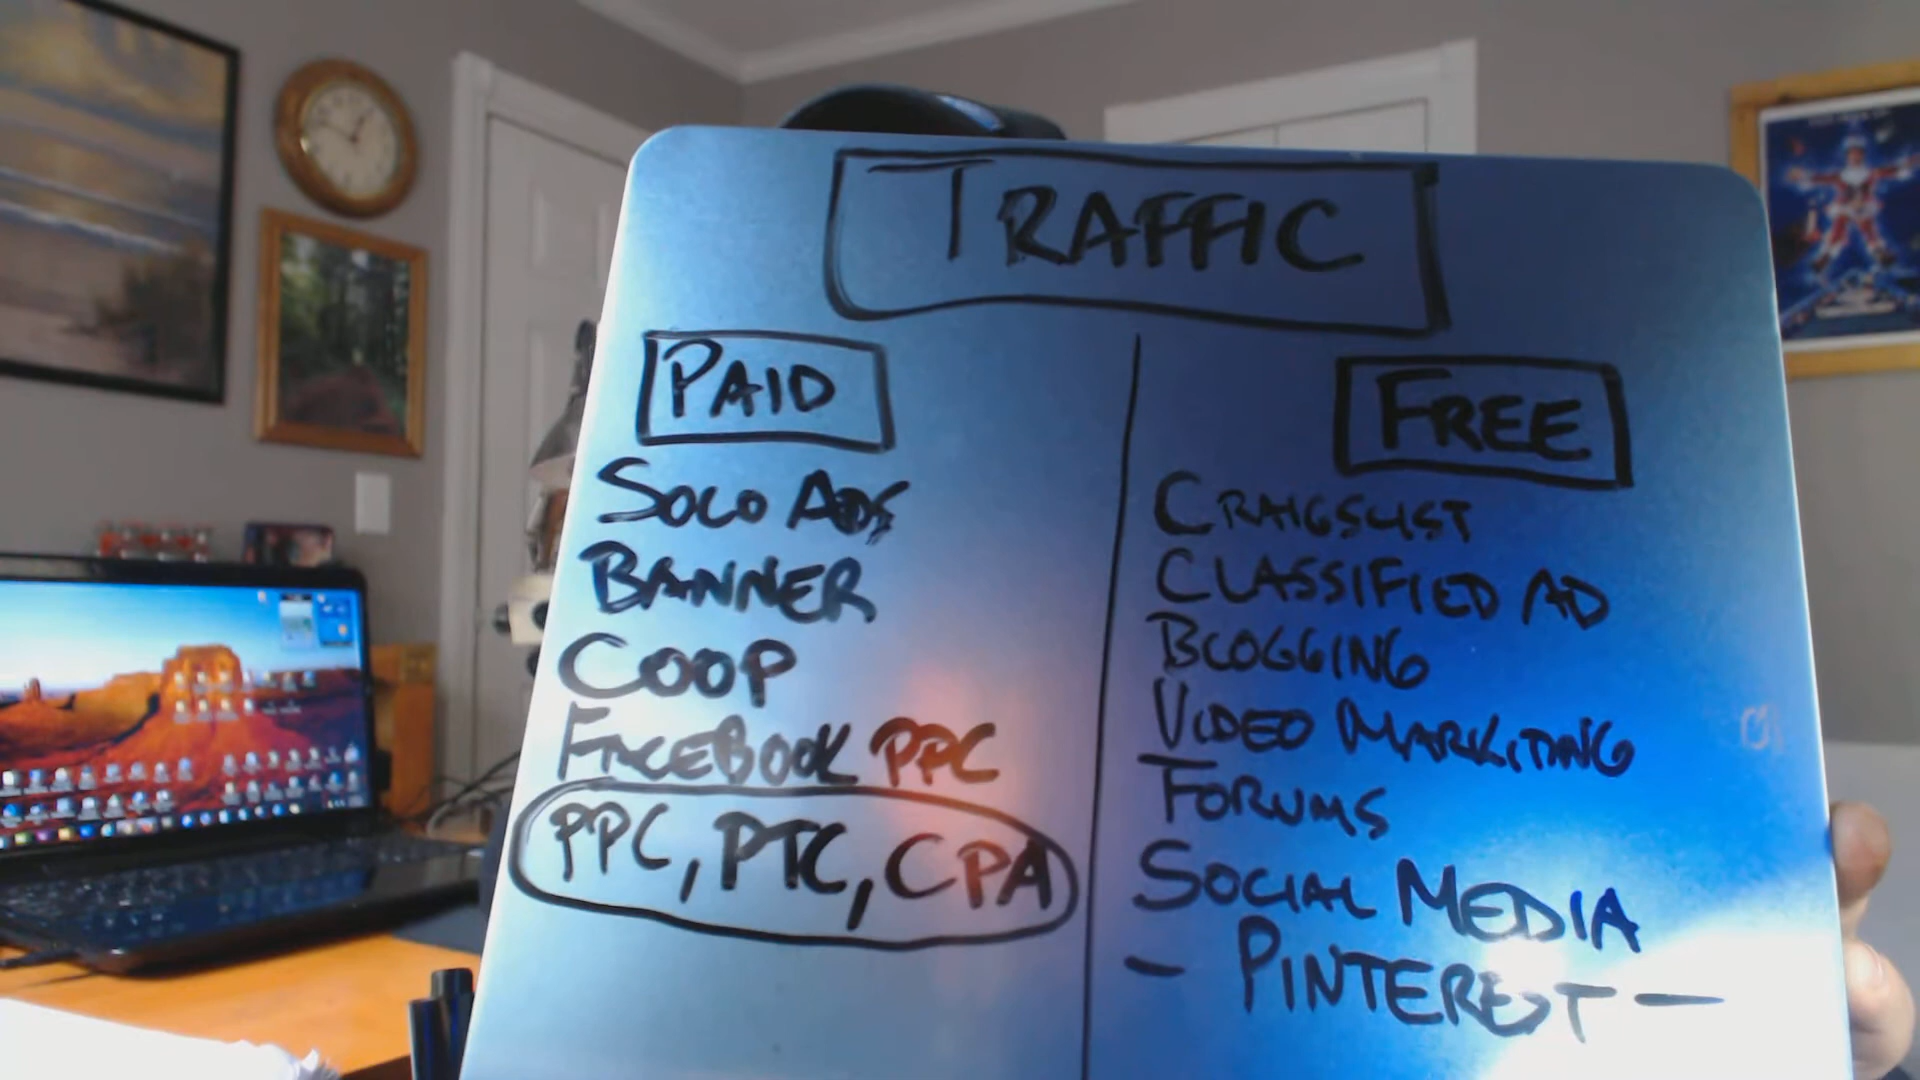 TRAFFIC
PAID
SOLO ADS
BANNER
COOP
FACEBOOK PPC
PPC, PTC, CPA
FREE
CRAIGSLIST
CLASSIFIED AD
BLOGGING
VIDEO MARKITING
FORUMS
SOCIAL MEDIA
- PINTEREST -